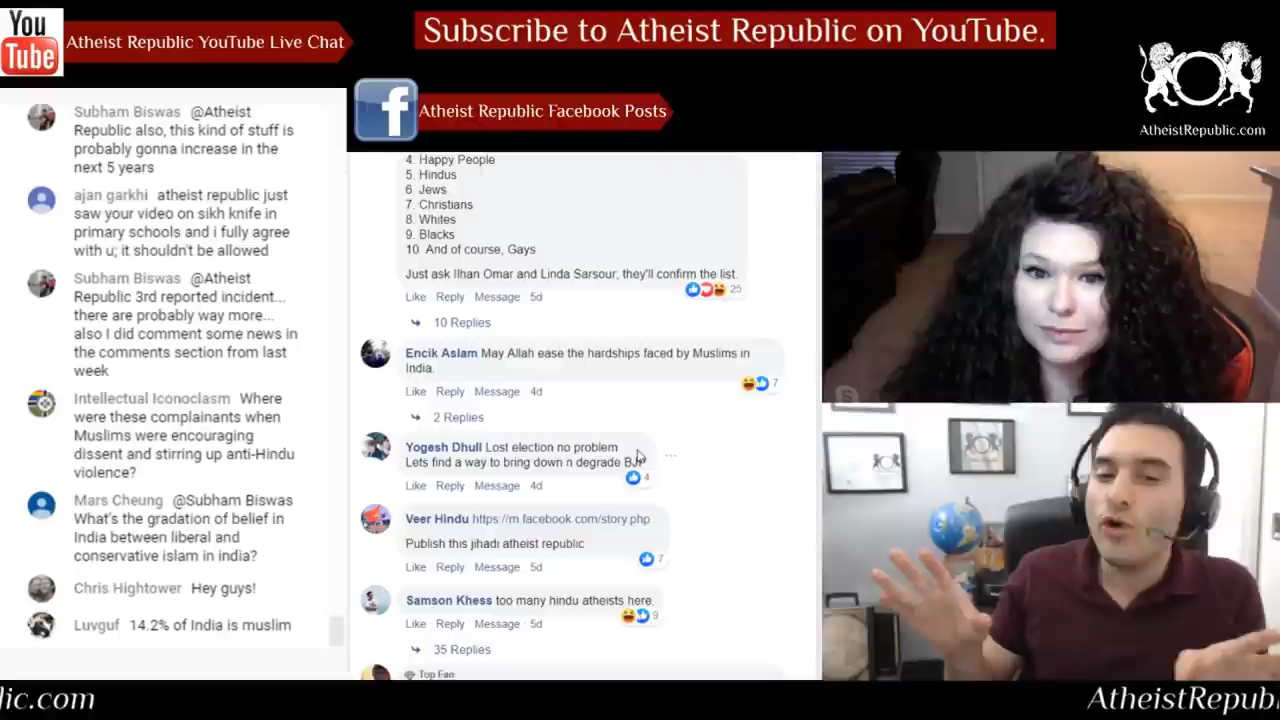 You
Tube
Atheist Republic YouTube Live Chat
Subscribe to Atheist Republic on YouTube.
AtheistRepublic.com
f
Atheist Republic Facebook Posts
Subham Biswas @Atheist
Republic also, this kind of stuff is
probably gonna increase in the
next 5 years
ajan garkhi atheist republic just
saw your video on sikh knife in
primary schools and i fully agree
with u; it shouldn't be allowed
Subham Biswas @Atheist
Republic 3rd reported incident...
there are probably way more...
also I did comment some news in
the comments section from last
week
Intellectual Iconoclasm Where
were these complainants when
Muslims were encouraging
dissent and stirring up anti-Hindu
violence?
Mars Cheung @Subham Biswas
What's the gradation of belief in
India between liberal and
conservative islam in india?
Chris Hightower Hey guys!
Luvguf 14.2% of India is muslim
4. Happy People
5. Hindus
6. Jews
7. Christians
8. Whites
9. Blacks
10. And of course, Gays
Just ask Ilhan Omar and Linda Sarsour, they'll confirm the list.
25
Like Reply Message 5d
10 Replies
Encik Aslam May Allah ease the hardships faced by Muslims in
India.
7
Like Reply Message 4d
2 Replies
Yogesh Dhull Lost election no problem
Lets find a way to bring down n degrade BJP
4
Like Reply Message 4d
Veer Hindu https://m.facebook.com/story.php
Publish this jihadi atheist republic
7
Like Reply Message 5d
Samson Khess too many hindu atheists here.
9
Like Reply Message 5d
35 Replies
Top Fan
lic.com
AtheistRepubl